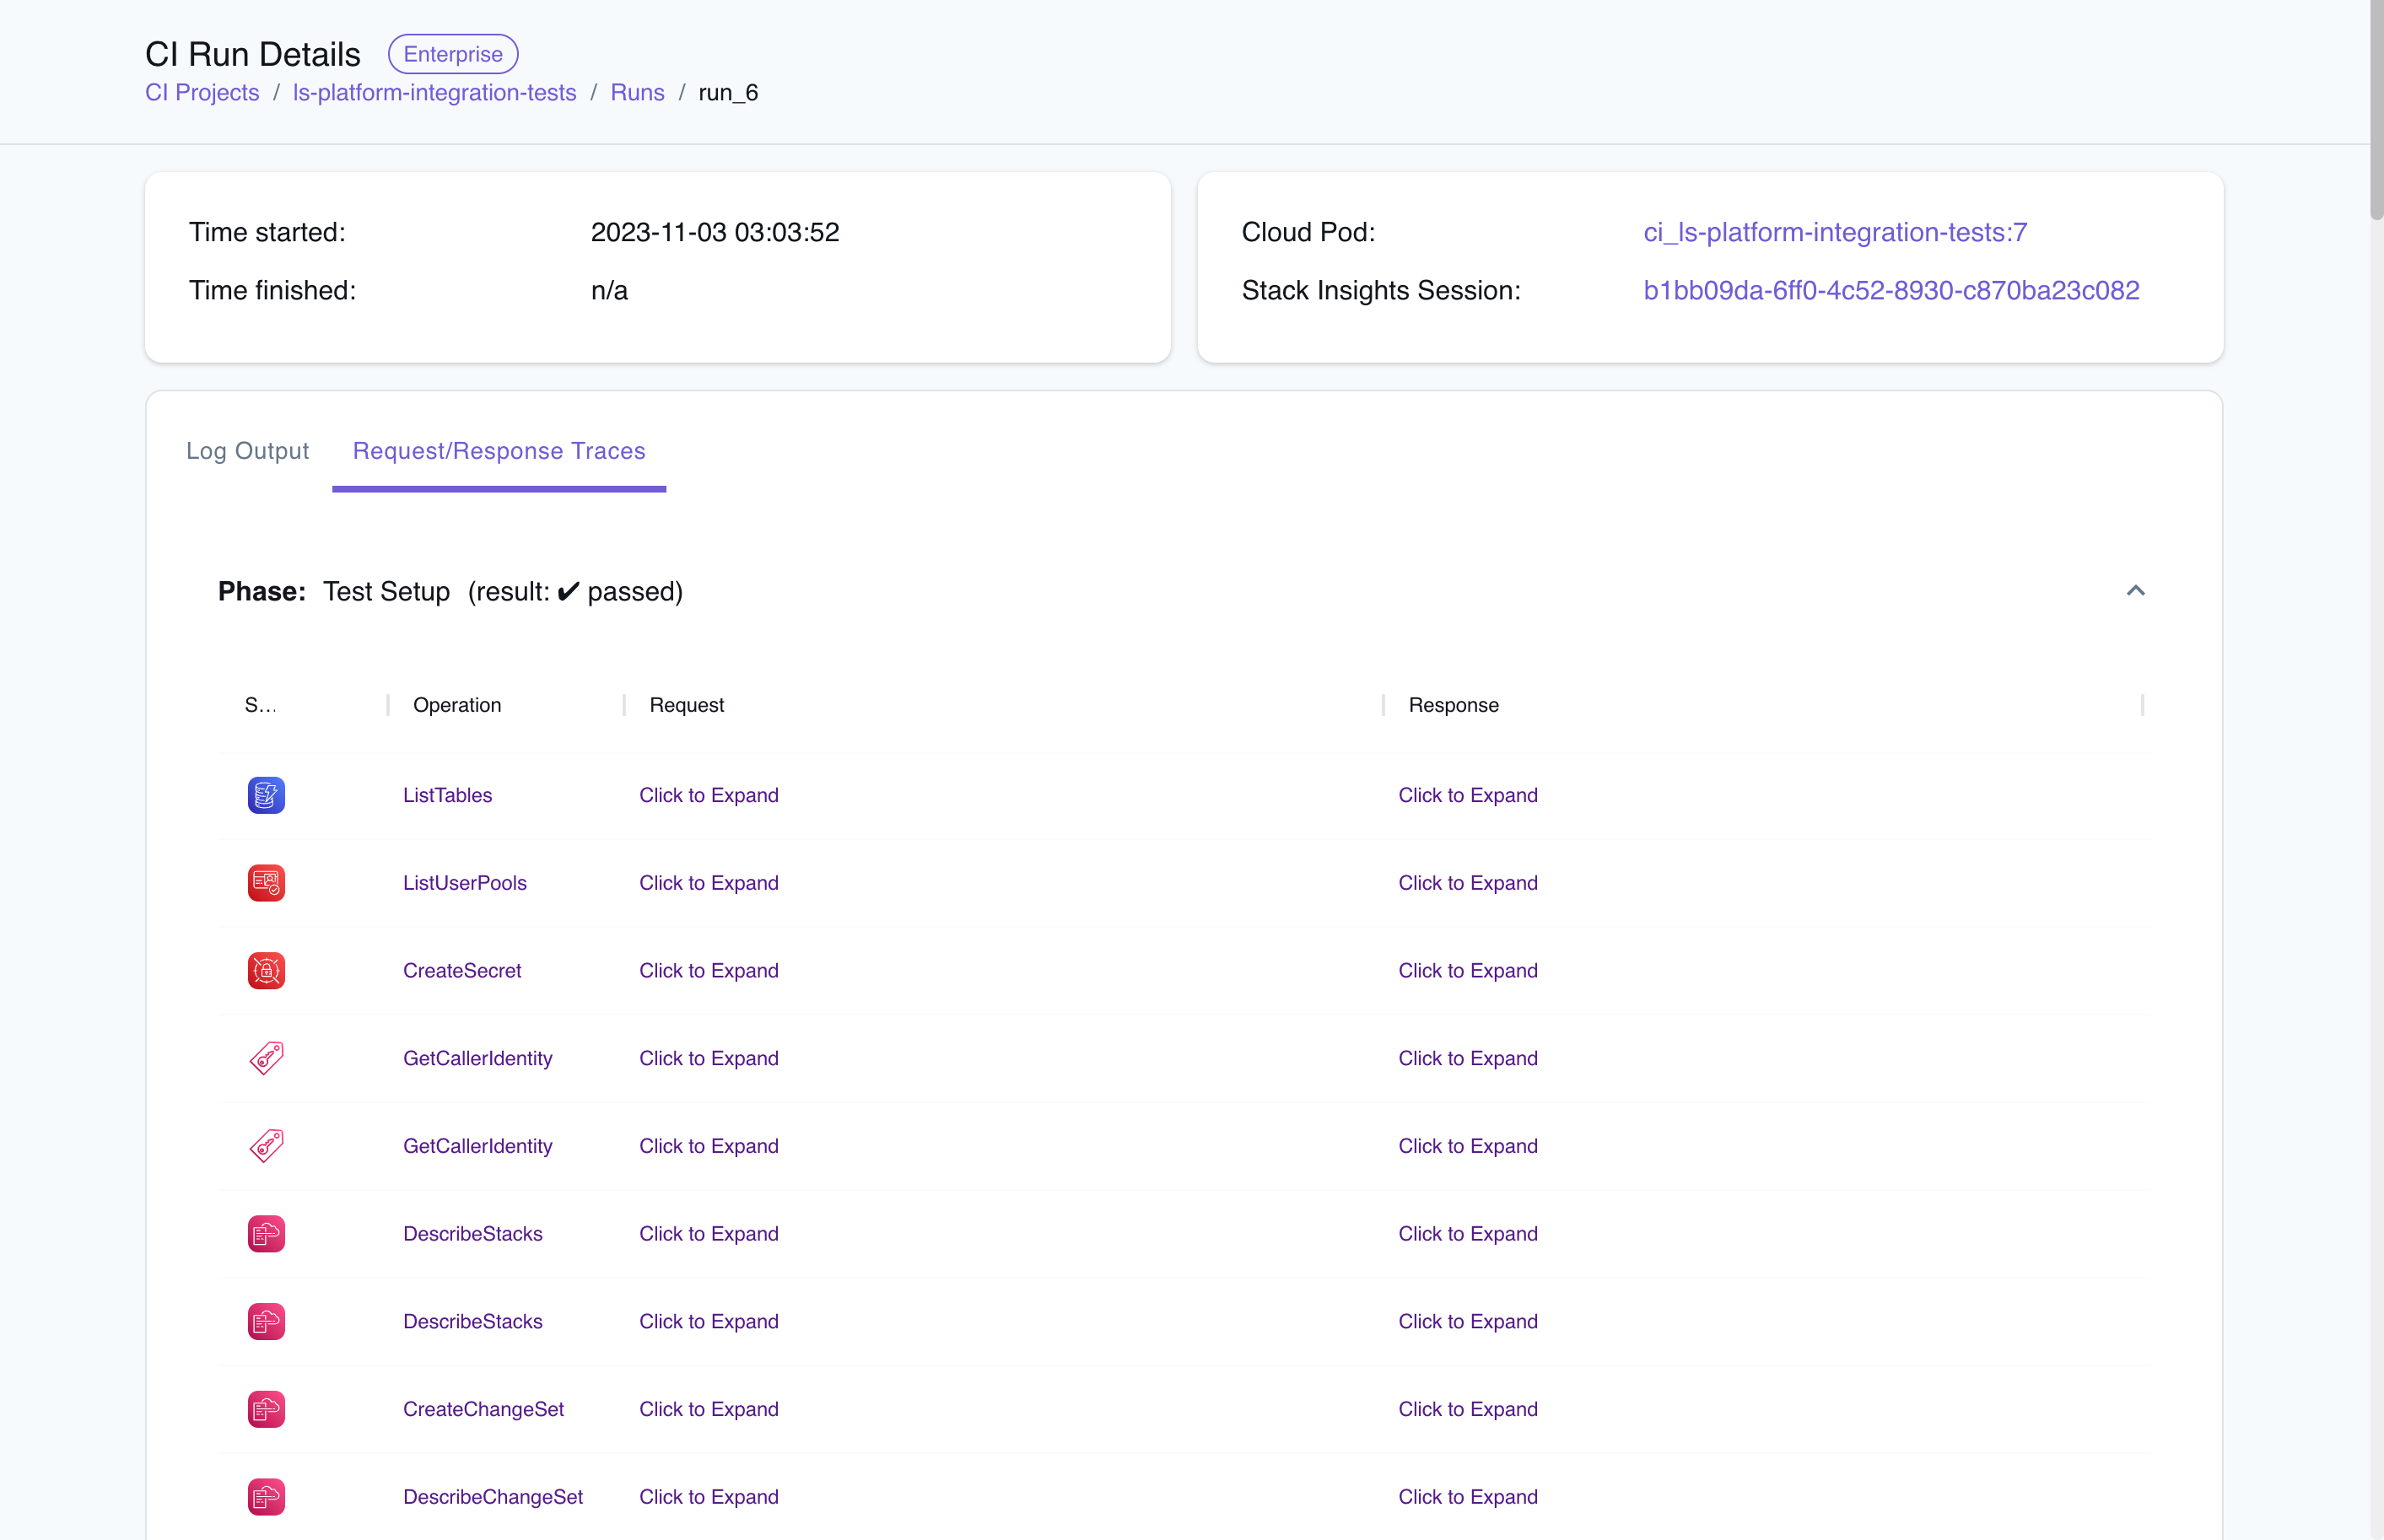 CI Run Details Enterprise
CI Projects / ls-platform-integration-tests / Runs / run_6
Time started: 2023-11-03 03:03:52
Time finished: n/a
Cloud Pod: ci_ls-platform-integration-tests:7
Stack Insights Session: b1bb09da-6ff0-4c52-8930-c870ba23c082
Log Output Request/Response Traces
Phase: Test Setup (result: ✔ passed)
S... Operation Request Response
ListTables Click to Expand Click to Expand
ListUserPools Click to Expand Click to Expand
CreateSecret Click to Expand Click to Expand
GetCallerIdentity Click to Expand Click to Expand
GetCallerIdentity Click to Expand Click to Expand
DescribeStacks Click to Expand Click to Expand
DescribeStacks Click to Expand Click to Expand
CreateChangeSet Click to Expand Click to Expand
DescribeChangeSet Click to Expand Click to Expand